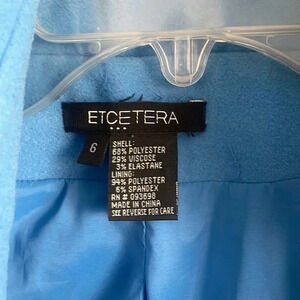 ETCETERA
6
SHELL:
68% POLYESTER
29% VISCOSE
3% ELASTANE
LINING:
94% POLYESTER
6% SPANDEX
RN # 093698
MADE IN CHINA
SEE REVERSE FOR CARE